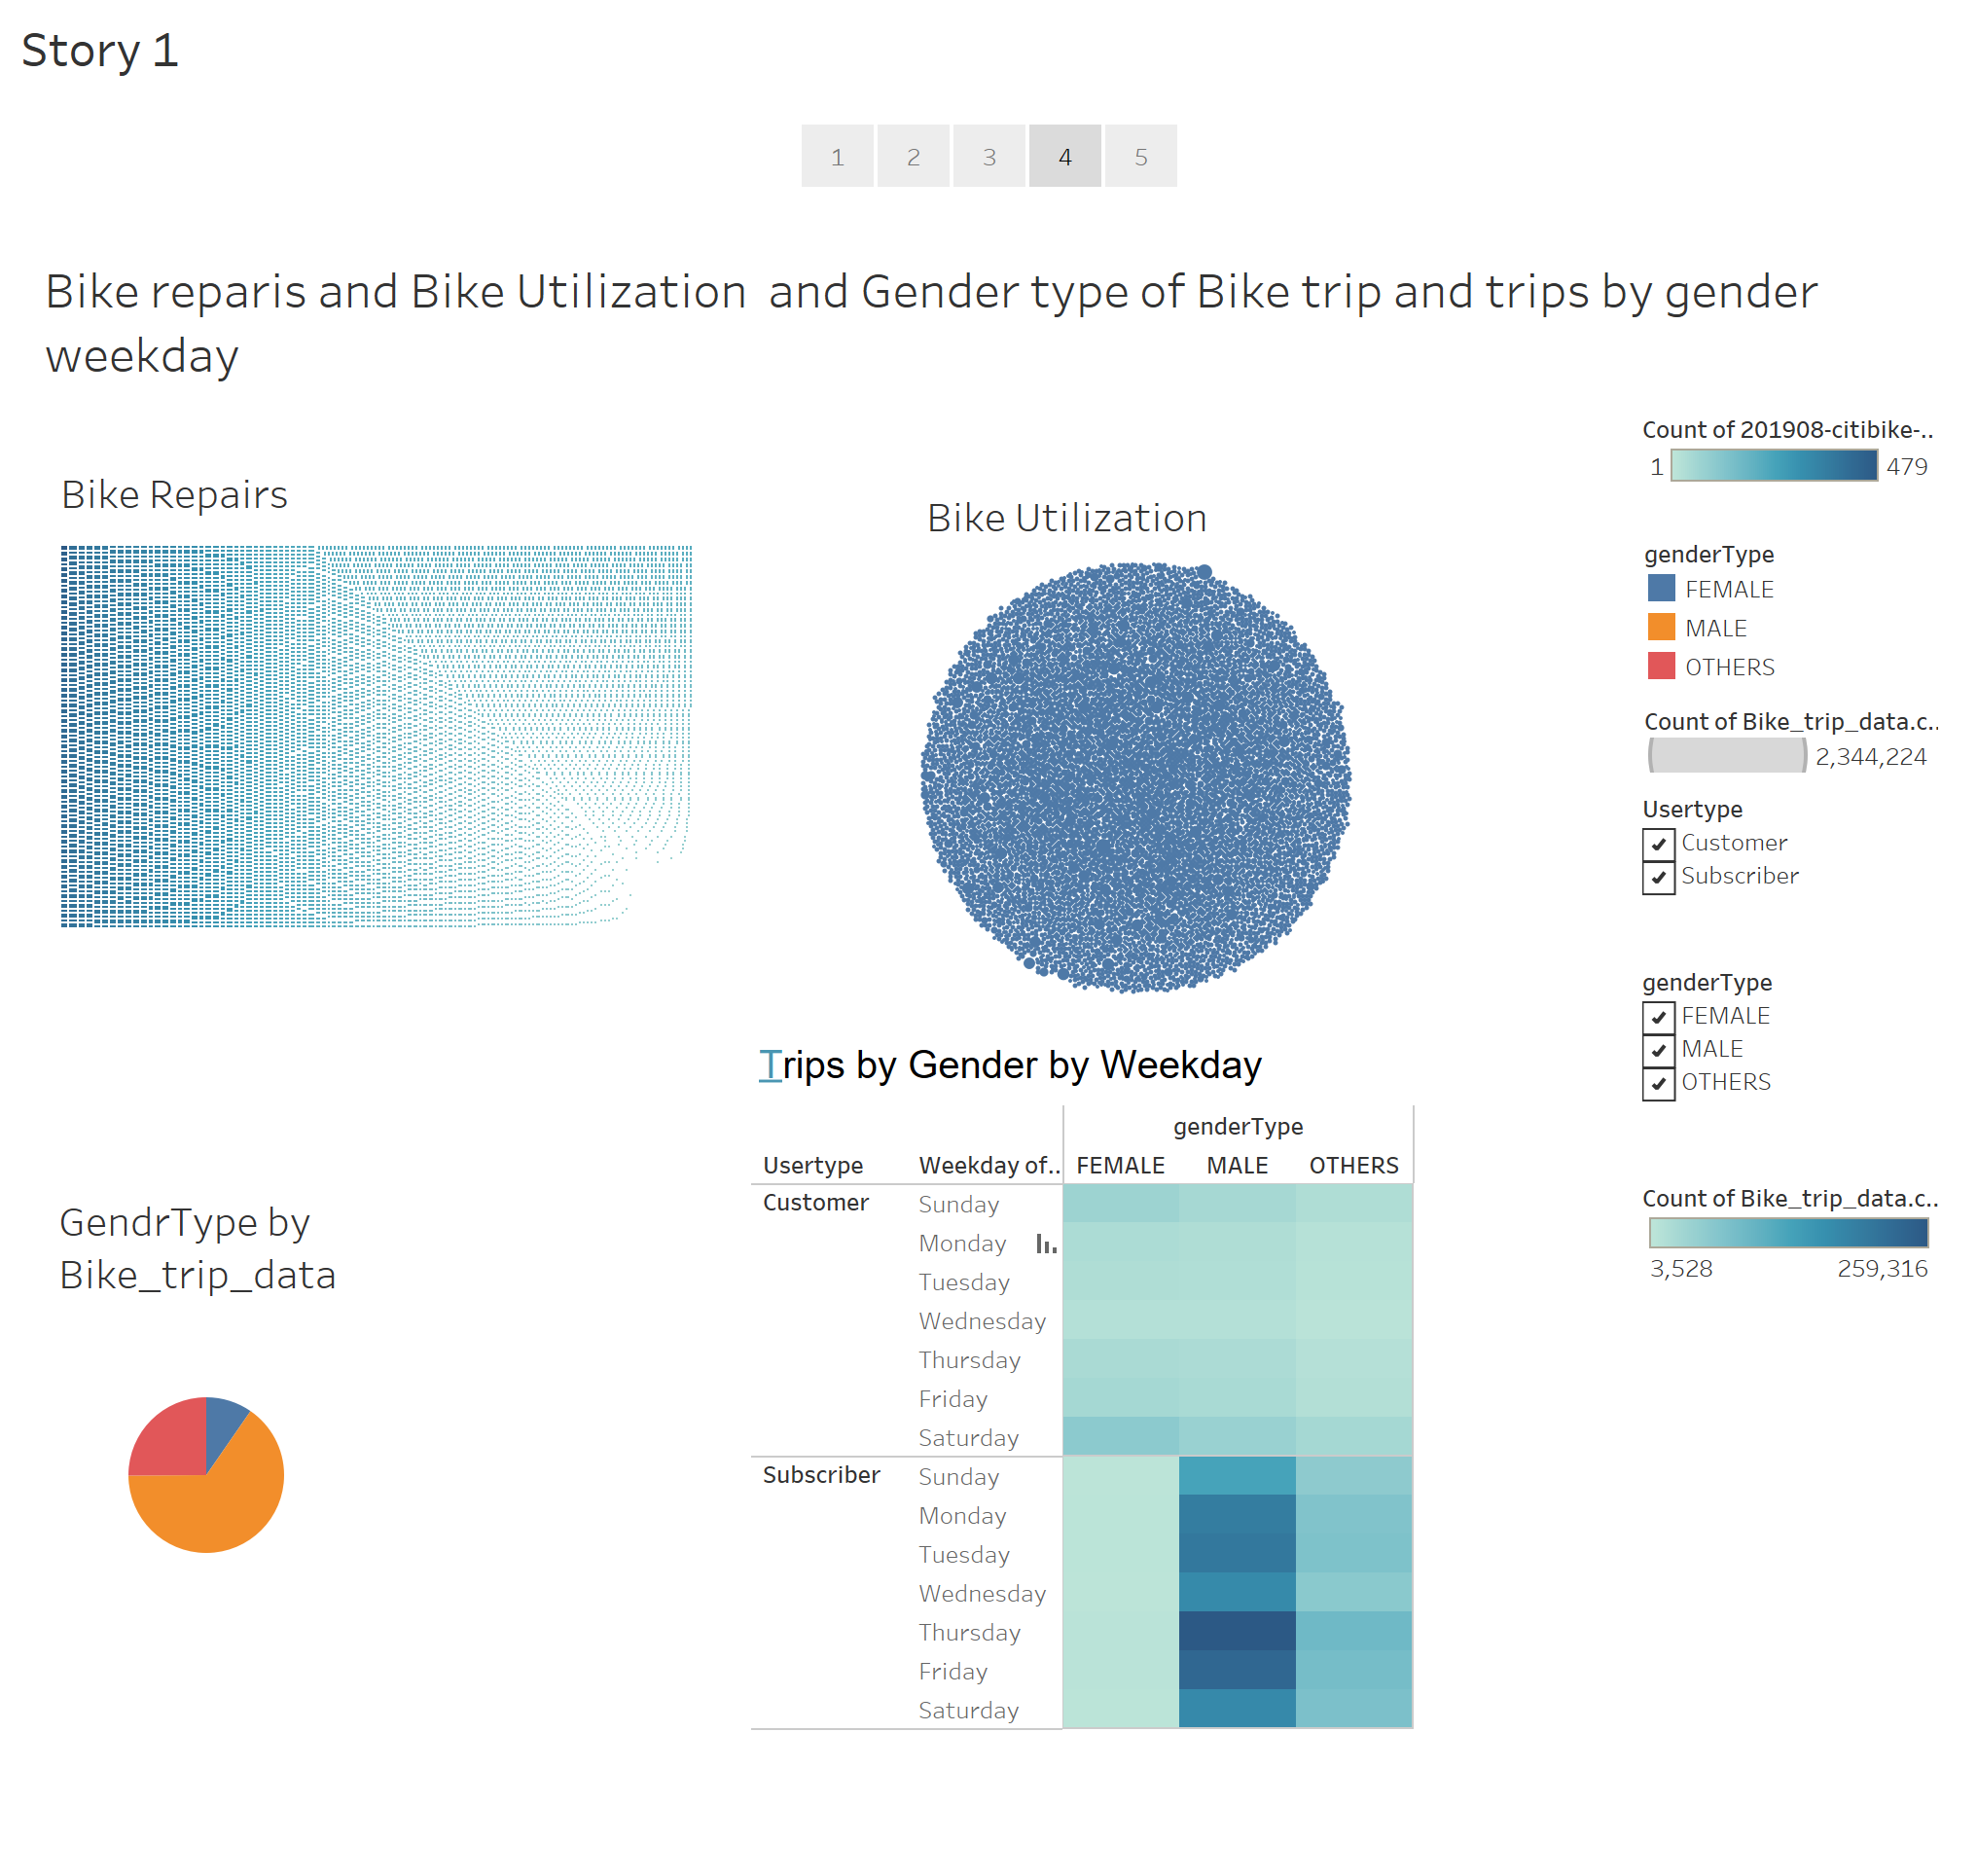 Story 1
1 2 3 4 5
Bike reparis and Bike Utilization  and Gender type of Bike trip and trips by gender
weekday
Bike Repairs
Bike Utilization
Count of 201908-citibike-..
1 479
genderType
FEMALE
MALE
OTHERS
Count of Bike_trip_data.c..
2,344,224
Usertype
Customer
Subscriber
genderType
FEMALE
MALE
OTHERS
Count of Bike_trip_data.c..
3,528 259,316
GendrType by
Bike_trip_data
Trips by Gender by Weekday
genderType
Usertype Weekday of.. FEMALE MALE OTHERS
Customer Sunday
Monday
Tuesday
Wednesday
Thursday
Friday
Saturday
Subscriber Sunday
Monday
Tuesday
Wednesday
Thursday
Friday
Saturday